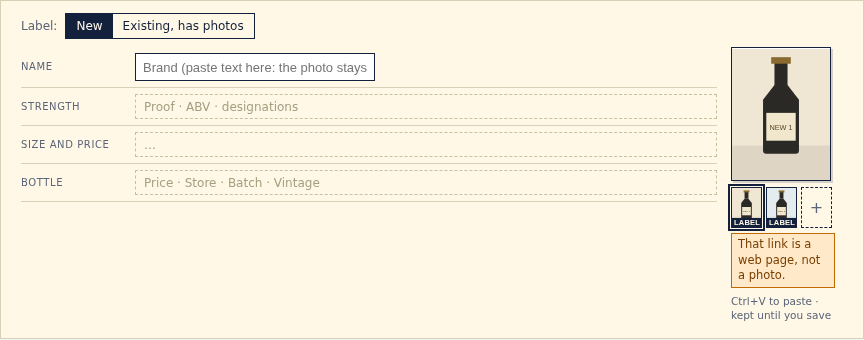 Label: New Existing, has photos
NAME Brand (paste text here: the photo stays
STRENGTH Proof · ABV · designations
SIZE AND PRICE ...
BOTTLE Price · Store · Batch · Vintage
NEW 1
LABEL LABEL +
That link is a
web page, not
a photo.
Ctrl+V to paste ·
kept until you save